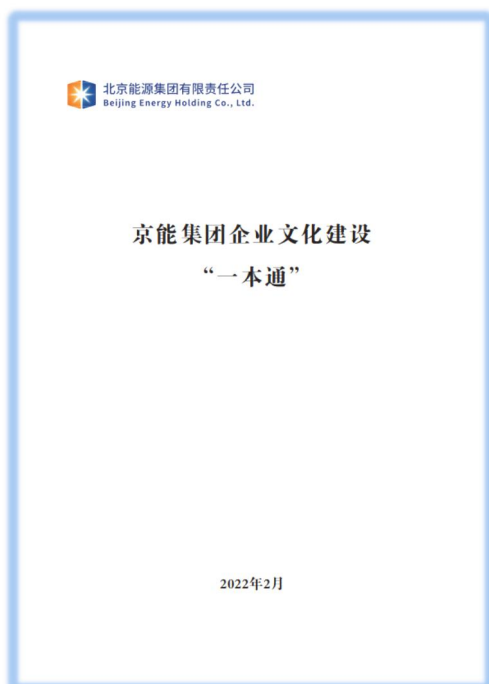 北京能源集团有限责任公司
Beijing Energy Holding Co., Ltd.
京能集团企业文化建设
“一本通”
2022年2月